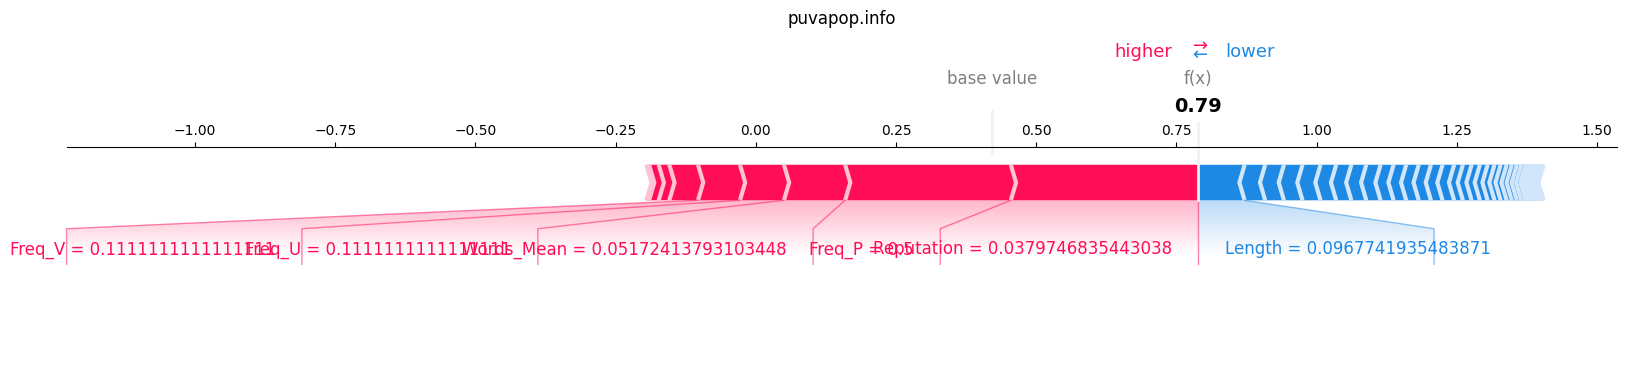 puvapop.info
higher ⇄ lower
base value f(x)
0.79
−1.00 −0.75 −0.50 −0.25 0.00 0.25 0.50 0.75 1.00 1.25 1.50
Freq_V = 0.1111111111111111 Freq_U = 0.1111111111111111 Words_Mean = 0.05172413793103448 Freq_P = 0.5 Reputation = 0.0379746835443038 Length = 0.0967741935483871